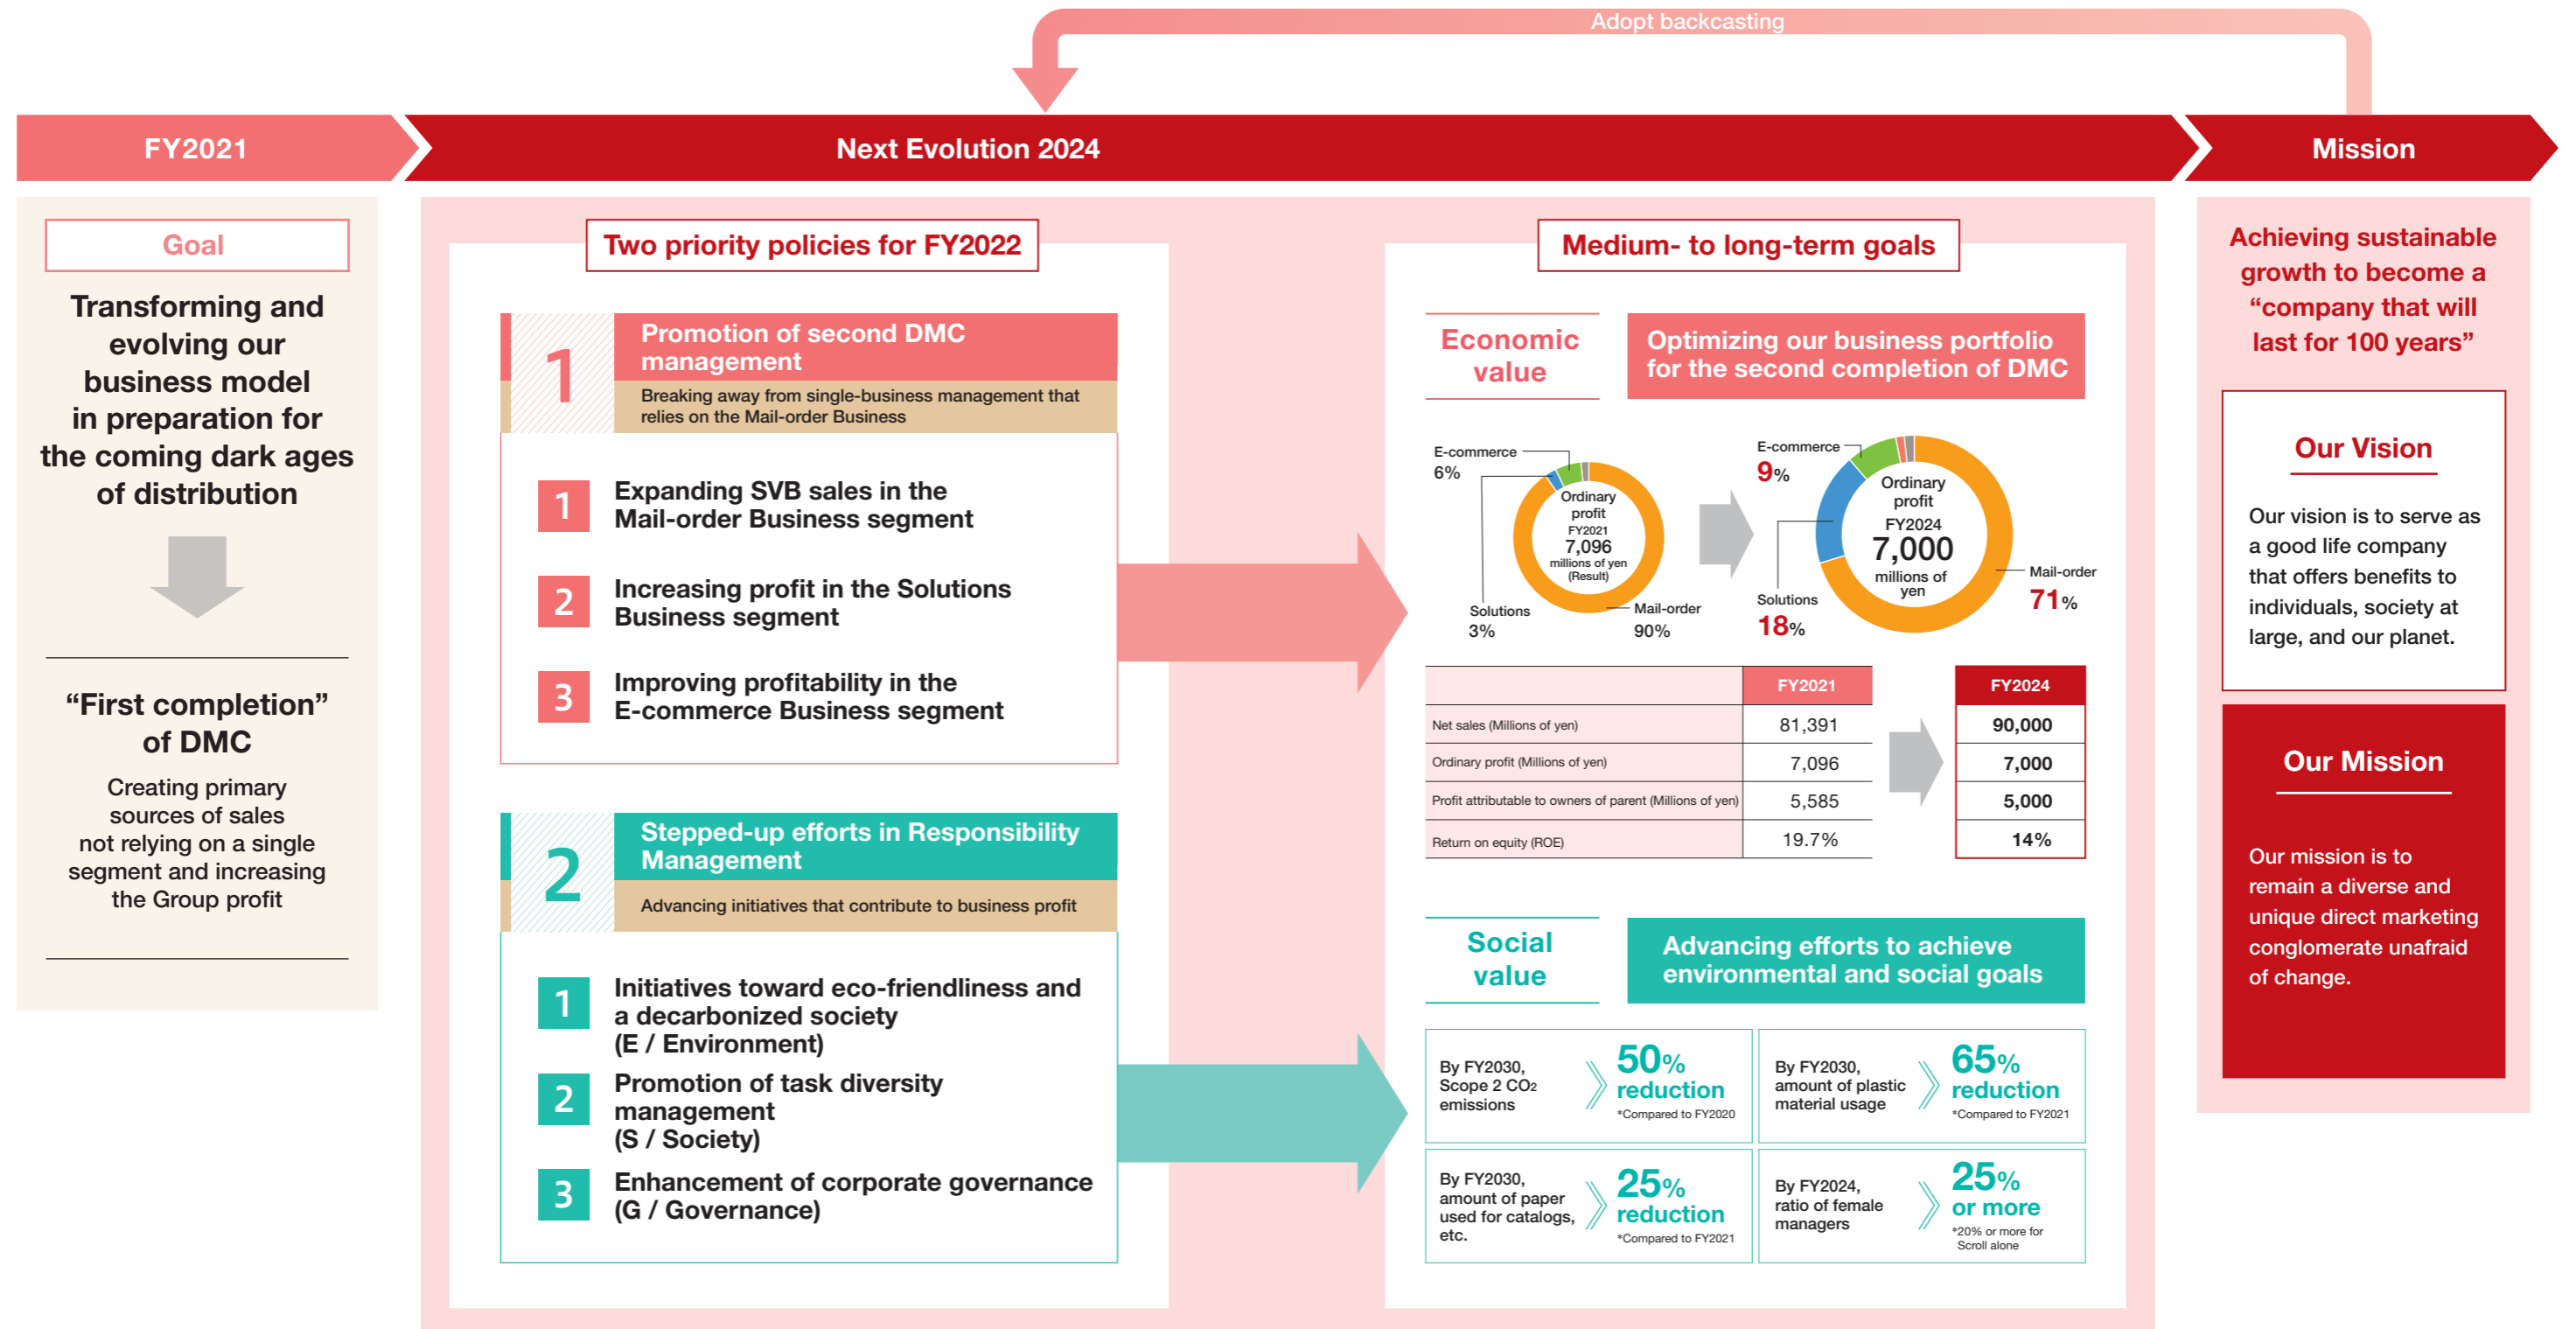 Adopt backcasting
FY2021
Next Evolution 2024
Mission
Goal
Transforming and
evolving our
business model
in preparation for
the coming dark ages
of distribution
“First completion”
of DMC
Creating primary
sources of sales
not relying on a single
segment and increasing
the Group profit
Two priority policies for FY2022
1
Promotion of second DMC
management
Breaking away from single-business management that
relies on the Mail-order Business
1
Expanding SVB sales in the
Mail-order Business segment
2
Increasing profit in the Solutions
Business segment
3
Improving profitability in the
E-commerce Business segment
2
Stepped-up efforts in Responsibility
Management
Advancing initiatives that contribute to business profit
1
Initiatives toward eco-friendliness and
a decarbonized society
(E / Environment)
2
Promotion of task diversity
management
(S / Society)
3
Enhancement of corporate governance
(G / Governance)
Medium- to long-term goals
Economic
value
Optimizing our business portfolio
for the second completion of DMC
E-commerce
6%
Solutions
3%
Mail-order
90%
Ordinary
profit
FY2021
7,096
millions of yen
(Result)
E-commerce
9%
Solutions
18%
Mail-order
71%
Ordinary
profit
FY2024
7,000
millions of
yen
FY2021 FY2024
Net sales (Millions of yen) 81,391 90,000
Ordinary profit (Millions of yen) 7,096 7,000
Profit attributable to owners of parent (Millions of yen) 5,585 5,000
Return on equity (ROE) 19.7% 14%
Social
value
Advancing efforts to achieve
environmental and social goals
By FY2030,
Scope 2 CO2
emissions
50%
reduction
*Compared to FY2020
By FY2030,
amount of plastic
material usage
65%
reduction
*Compared to FY2021
By FY2030,
amount of paper
used for catalogs,
etc.
25%
reduction
*Compared to FY2021
By FY2024,
ratio of female
managers
25%
or more
*20% or more for
Scroll alone
Achieving sustainable
growth to become a
“company that will
last for 100 years”
Our Vision
Our vision is to serve as
a good life company
that offers benefits to
individuals, society at
large, and our planet.
Our Mission
Our mission is to
remain a diverse and
unique direct marketing
conglomerate unafraid
of change.